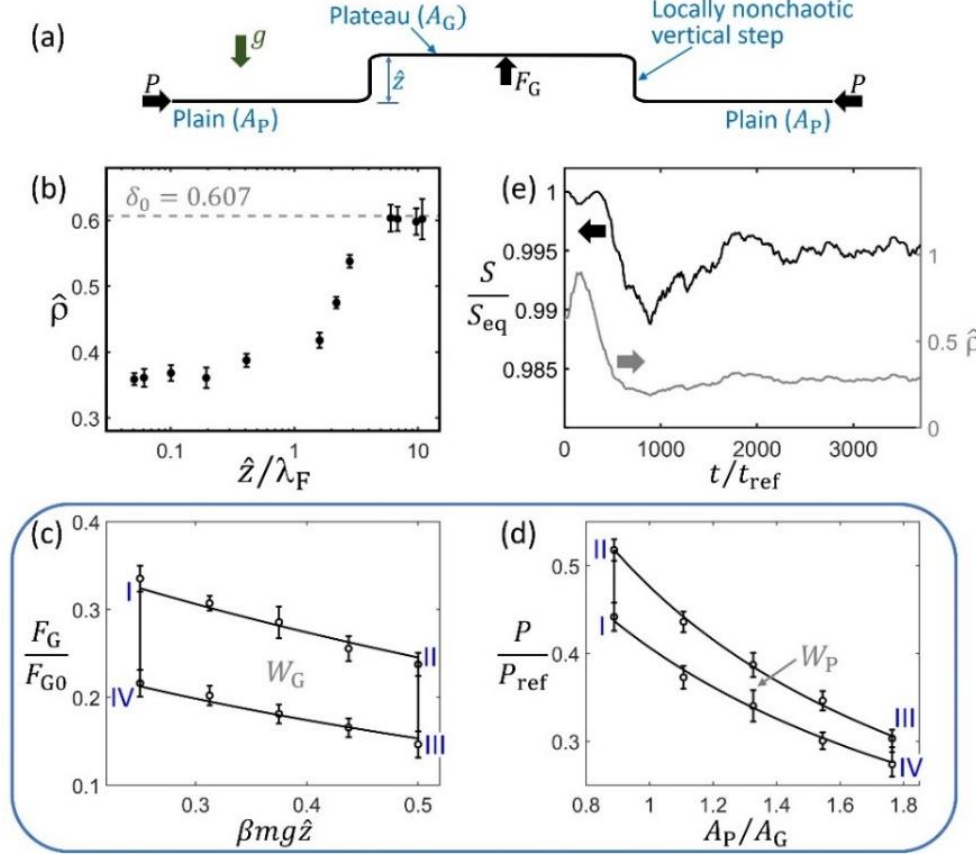 (a)
Plateau (A_G)
Locally nonchaotic
vertical step
g
ẑ
F_G
P
P
Plain (A_P)
Plain (A_P)
(b)
δ₀ = 0.607
0.6
0.5
0.4
0.3
ρ̂
0.1
1
10
ẑ/λ_F
(e)
1
0.995
0.99
0.985
S
S_eq
1
0.5
0
ρ̂
0
1000
2000
3000
t/t_ref
(c)
0.4
0.3
0.2
0.1
F_G
F_G0
I
II
III
IV
W_G
0.3
0.4
0.5
βmgẑ
(d)
0.5
0.4
0.3
P
P_ref
II
I
W_P
III
IV
0.8
1
1.2
1.4
1.6
1.8
A_P/A_G